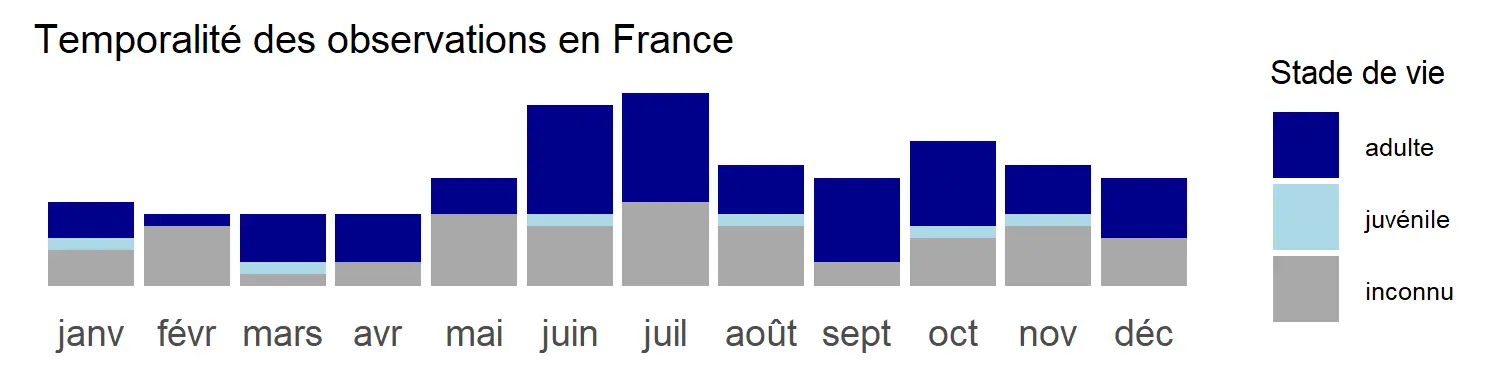 Temporalité des observations en France
Stade de vie
adulte
juvénile
inconnu
janv févr mars avr mai juin juil août sept oct nov déc